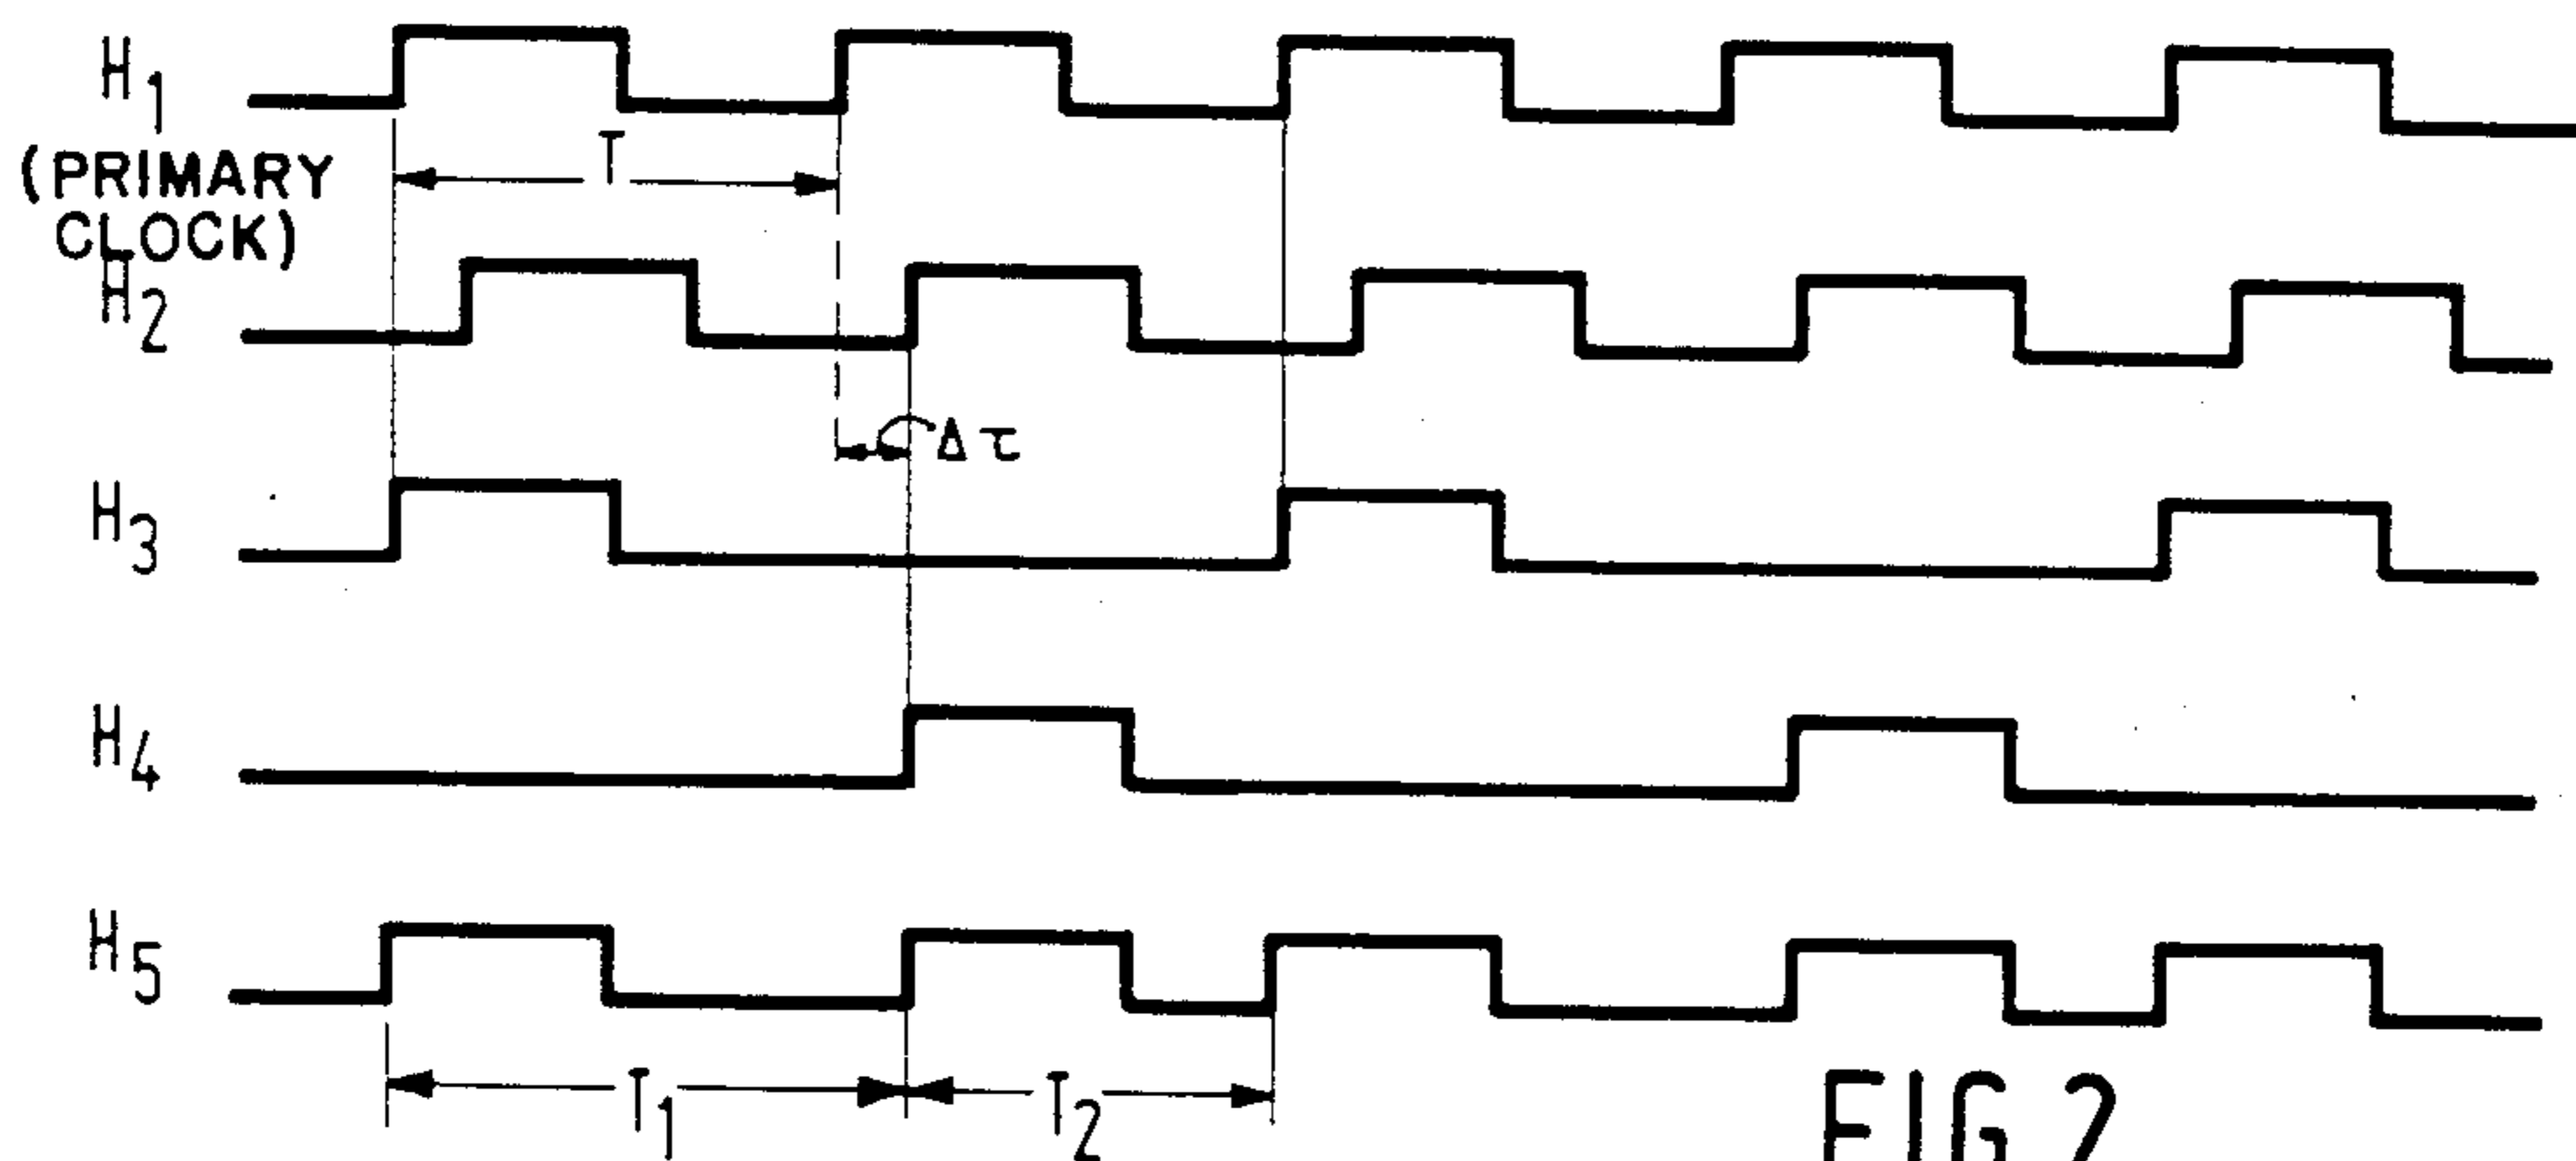 H1
(PRIMARY
CLOCK)
T
H2
Δτ
H3
H4
H5
T1
T2
FIG.2